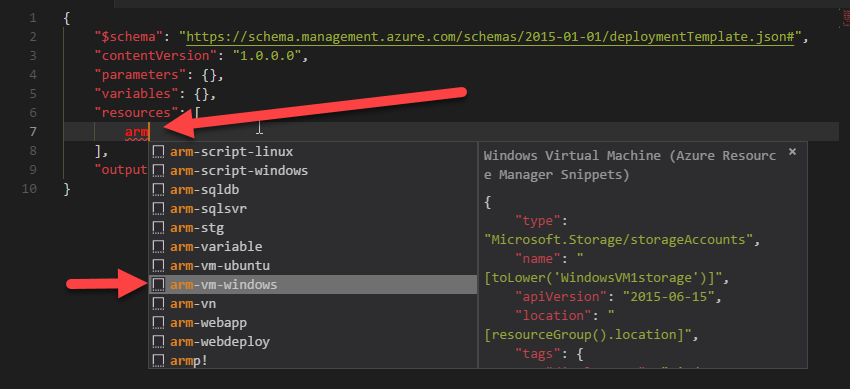 1 {
2 "$schema": "https://schema.management.azure.com/schemas/2015-01-01/deploymentTemplate.json#",
3 "contentVersion": "1.0.0.0",
4 "parameters": {},
5 "variables": {},
6 "resources": [
7 arm
8 ],
9 "output
10 }
arm-script-linux
arm-script-windows
arm-sqldb
arm-sqlsvr
arm-stg
arm-variable
arm-vm-ubuntu
arm-vm-windows
arm-vn
arm-webapp
arm-webdeploy
armp!
Windows Virtual Machine (Azure Resourc ×
e Manager Snippets)
{
"type":
"Microsoft.Storage/storageAccounts",
"name": "
[toLower('WindowsVM1storage')]",
"apiVersion": "2015-06-15",
"location": "
[resourceGroup().location]",
"tags": {